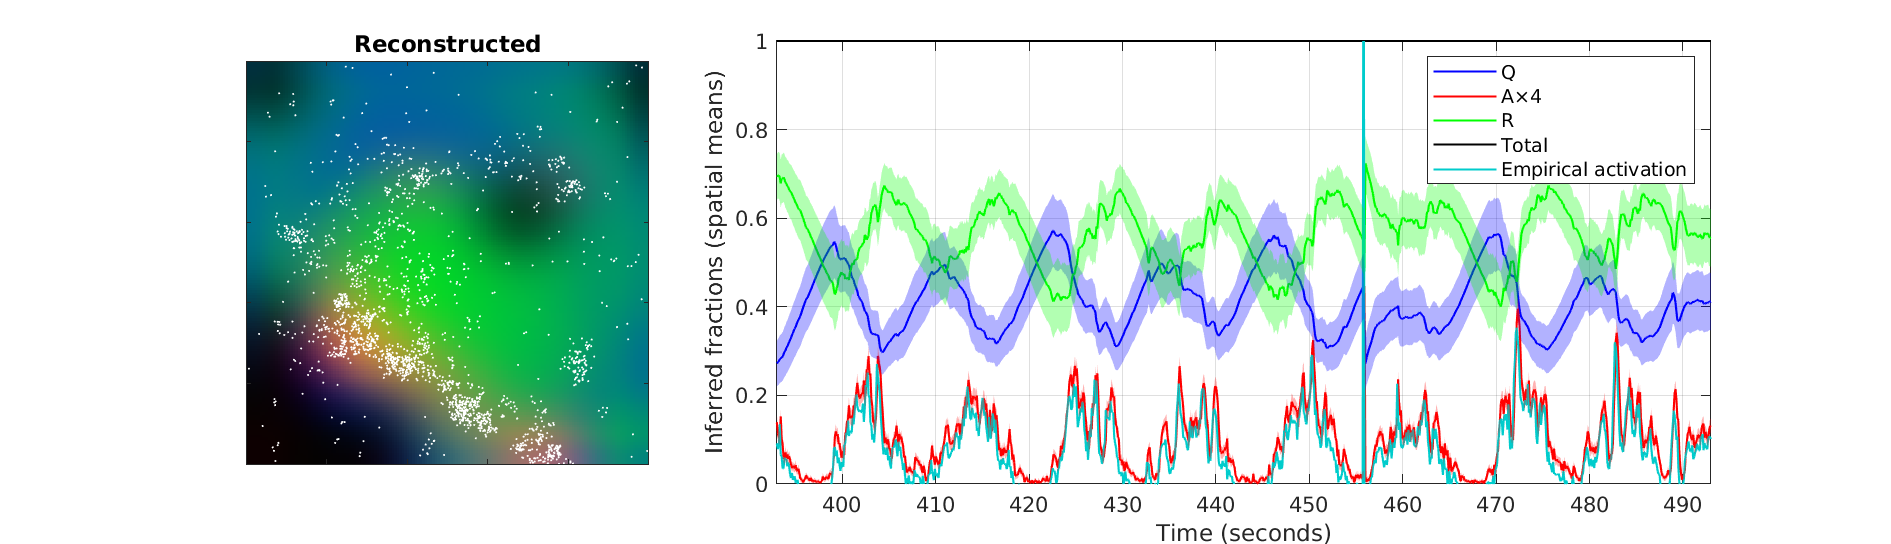 Reconstructed
Inferred fractions (spatial means)
1
0.8
0.6
0.4
0.2
0
Q
A×4
R
Total
Empirical activation
400 410 420 430 440 450 460 470 480 490
Time (seconds)